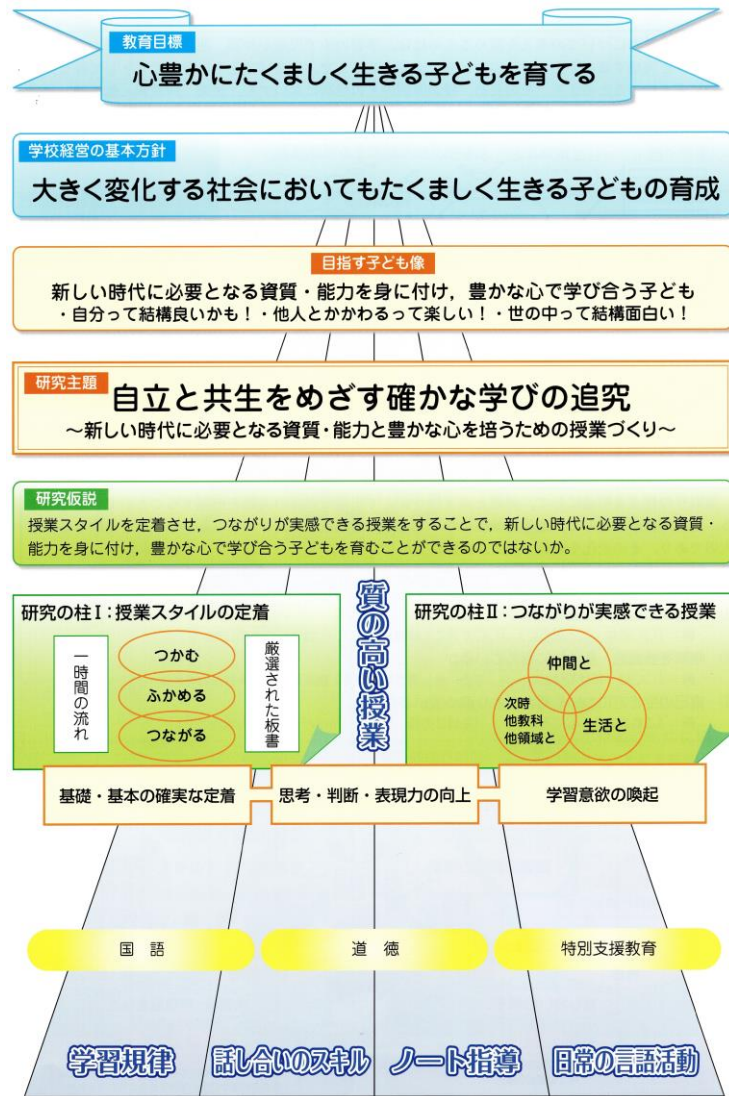 教育目標
心豊かにたくましく生きる子どもを育てる
学校経営の基本方針
大きく変化する社会においてもたくましく生きる子どもの育成
目指す子ども像
新しい時代に必要となる資質・能力を身に付け，豊かな心で学び合う子ども
・自分って結構良いかも！・他人とかかわるって楽しい！・世の中って結構面白い！
研究主題
自立と共生をめざす確かな学びの追究
～新しい時代に必要となる資質・能力と豊かな心を培うための授業づくり～
研究仮説
授業スタイルを定着させ，つながりが実感できる授業をすることで，新しい時代に必要となる資質・
能力を身に付け，豊かな心で学び合う子どもを育むことができるのではないか。
研究の柱Ⅰ：授業スタイルの定着
一時間の流れ
つかむ
ふかめる
つながる
厳選された板書
質の高い授業
研究の柱Ⅱ：つながりが実感できる授業
仲間と
次時
他教科
他領域と
生活と
基礎・基本の確実な定着
思考・判断・表現力の向上
学習意欲の喚起
国　語
道　徳
特別支援教育
学習規律
話し合いのスキル
ノート指導
日常の言語活動